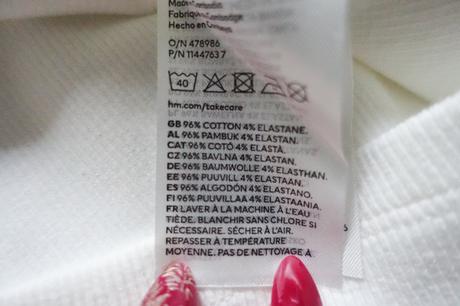 Hecho en
O/N 478986
P/N 1144763 7
40
hm.com/takecare
GB 96% COTTON 4% ELASTANE.
AL 96% PAMBUK 4% ELASTAN.
CAT 96% COTÓ 4% ELASTÀ.
CZ 96% BAVLNA 4% ELASTAN.
DE 96% BAUMWOLLE 4% ELASTHAN.
EE 96% PUUVILL 4% ELASTAAN.
ES 96% ALGODÓN 4% ELASTANO.
FI 96% PUUVILLAA 4% ELASTAANIA.
FR LAVER À LA MACHINE À L'EAU
TIÈDE. BLANCHIR SANS CHLORE SI
NÉCESSAIRE. SÉCHER À L'AIR.
REPASSER À TEMPÉRATURE
MOYENNE. PAS DE NETTOYAGE À